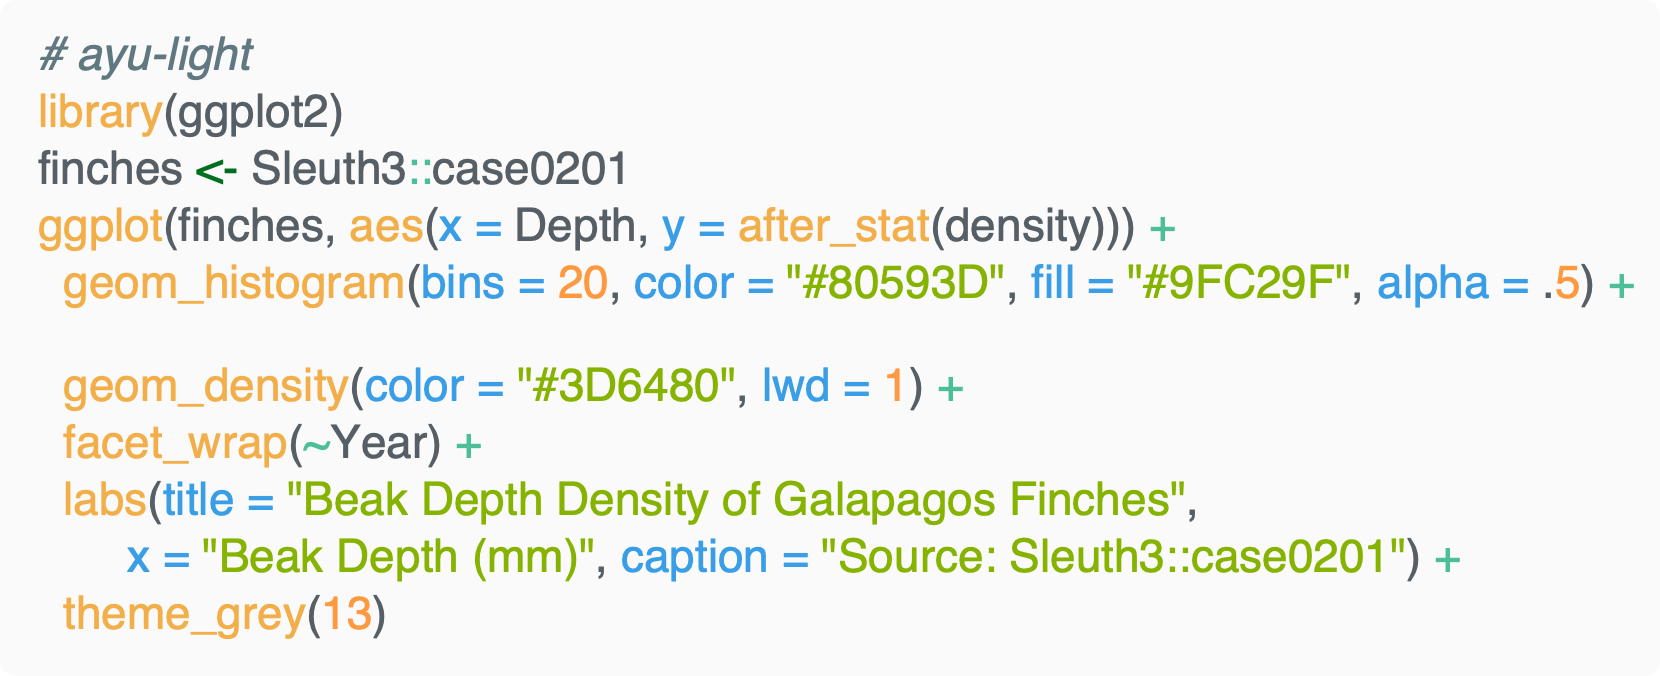 # ayu-light
library(ggplot2)
finches <- Sleuth3::case0201
ggplot(finches, aes(x = Depth, y = after_stat(density))) +
  geom_histogram(bins = 20, color = "#80593D", fill = "#9FC29F", alpha = .5) +
  geom_density(color = "#3D6480", lwd = 1) +
  facet_wrap(~Year) +
  labs(title = "Beak Depth Density of Galapagos Finches",
       x = "Beak Depth (mm)", caption = "Source: Sleuth3::case0201") +
  theme_grey(13)